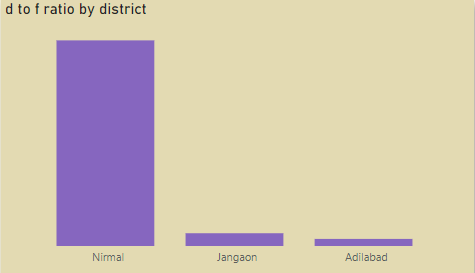 d to f ratio by district
Nirmal Jangaon Adilabad